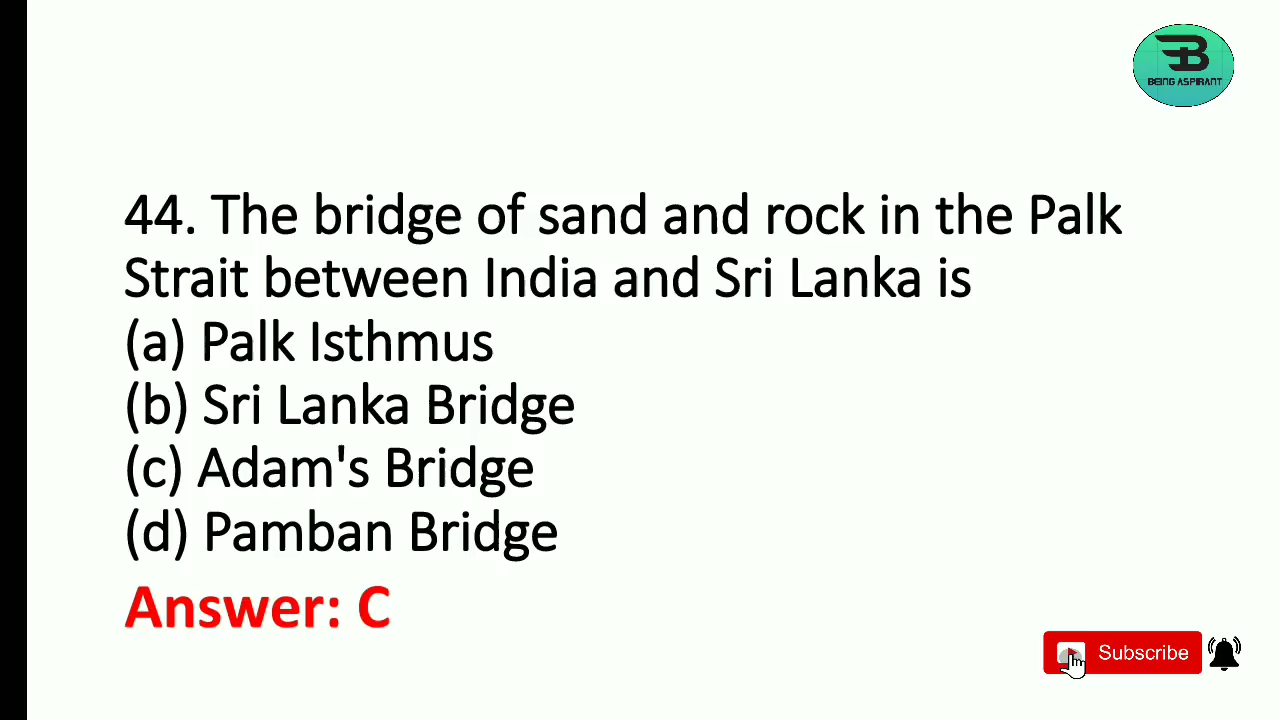 BEING ASPIRANT
44. The bridge of sand and rock in the Palk
Strait between India and Sri Lanka is
(a) Palk Isthmus
(b) Sri Lanka Bridge
(c) Adam's Bridge
(d) Pamban Bridge
Answer: C
Subscribe